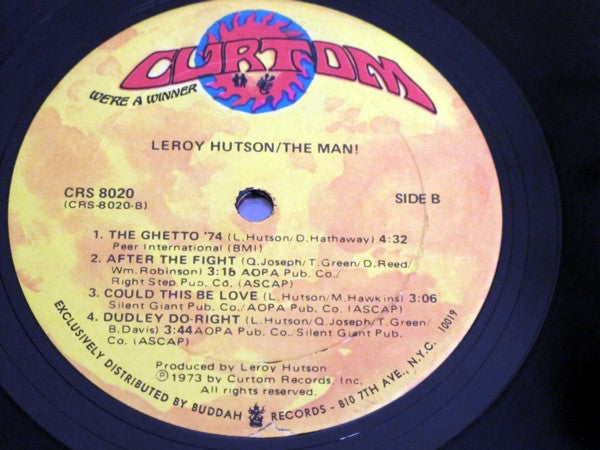 CURTOM
WE'RE A WINNER
LEROY HUTSON/THE MAN!
CRS 8020
(CRS-8020-B)
SIDE B
1. THE GHETTO '74 (L. Hutson/D. Hathaway) 4:32
Peer International (BMI)
2. AFTER THE FIGHT (Q. Joseph/T. Green/D. Reed/
Wm. Robinson) 3:16 AOPA Pub. Co./
Right Step Pub. Co. (ASCAP)
3. COULD THIS BE LOVE (L. Hutson/M. Hawkins) 3:06
Silent Giant Pub. Co./AOPA Pub. Co. (ASCAP)
4. DUDLEY DO-RIGHT (L. Hutson/Q. Joseph/T. Green/
B. Davis) 3:44 AOPA Pub. Co./Silent Giant Pub.
Co. (ASCAP)
Produced by Leroy Hutson
Ⓟ1973 by Curtom Records, Inc.
All rights reserved.
EXCLUSIVELY DISTRIBUTED BY BUDDAH RECORDS - 810 7TH AVE., N.Y.C. 10019